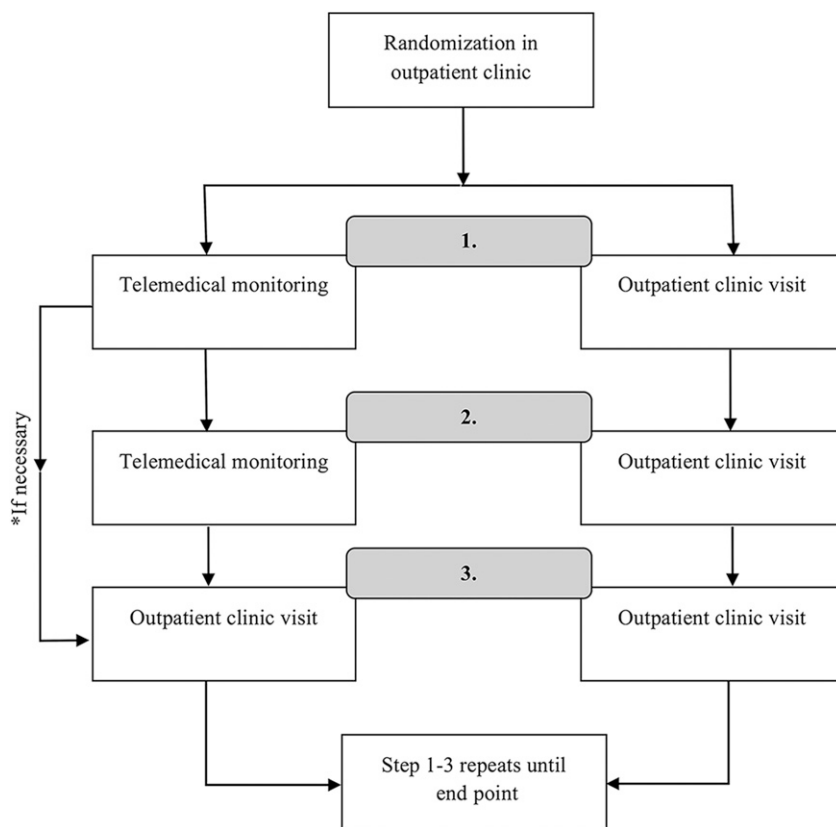 Randomization in
outpatient clinic
1.
Telemedical monitoring
Outpatient clinic visit
*If necessary
2.
Telemedical monitoring
Outpatient clinic visit
3.
Outpatient clinic visit
Outpatient clinic visit
Step 1-3 repeats until
end point